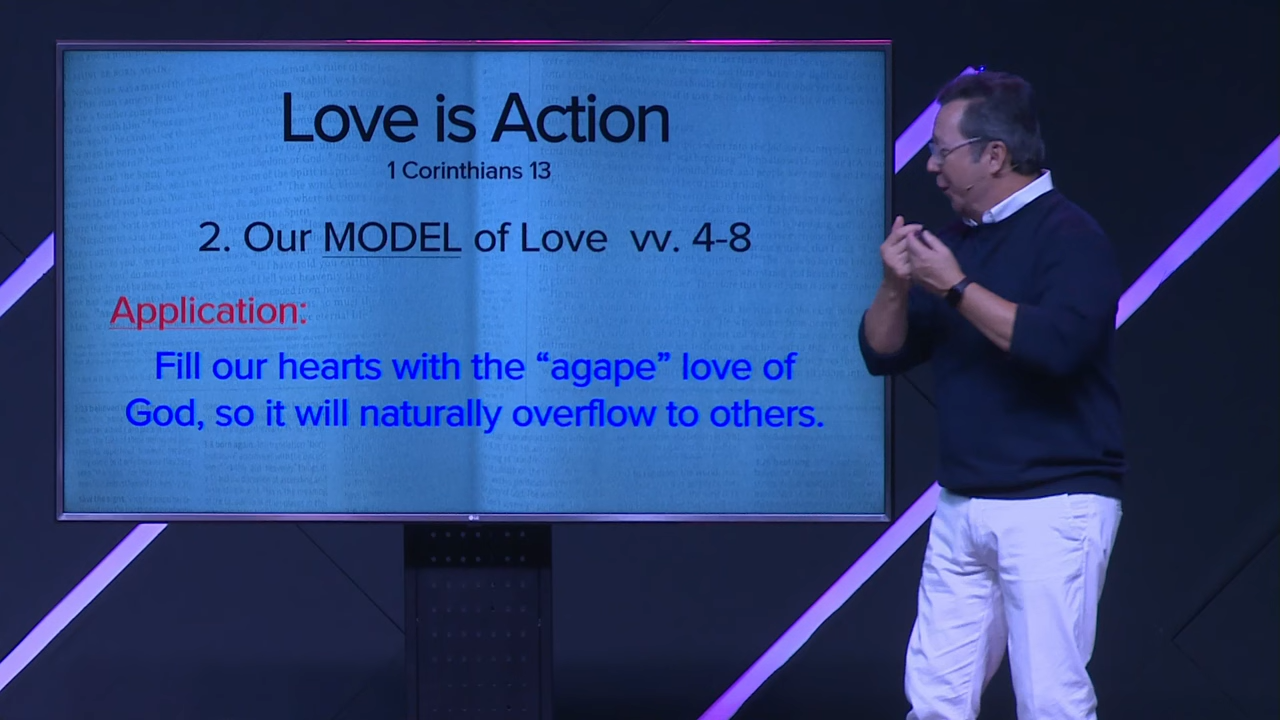 Love is Action
1 Corinthians 13
2. Our MODEL of Love vv. 4-8
Application:
Fill our hearts with the “agape” love of
God, so it will naturally overflow to others.
LG